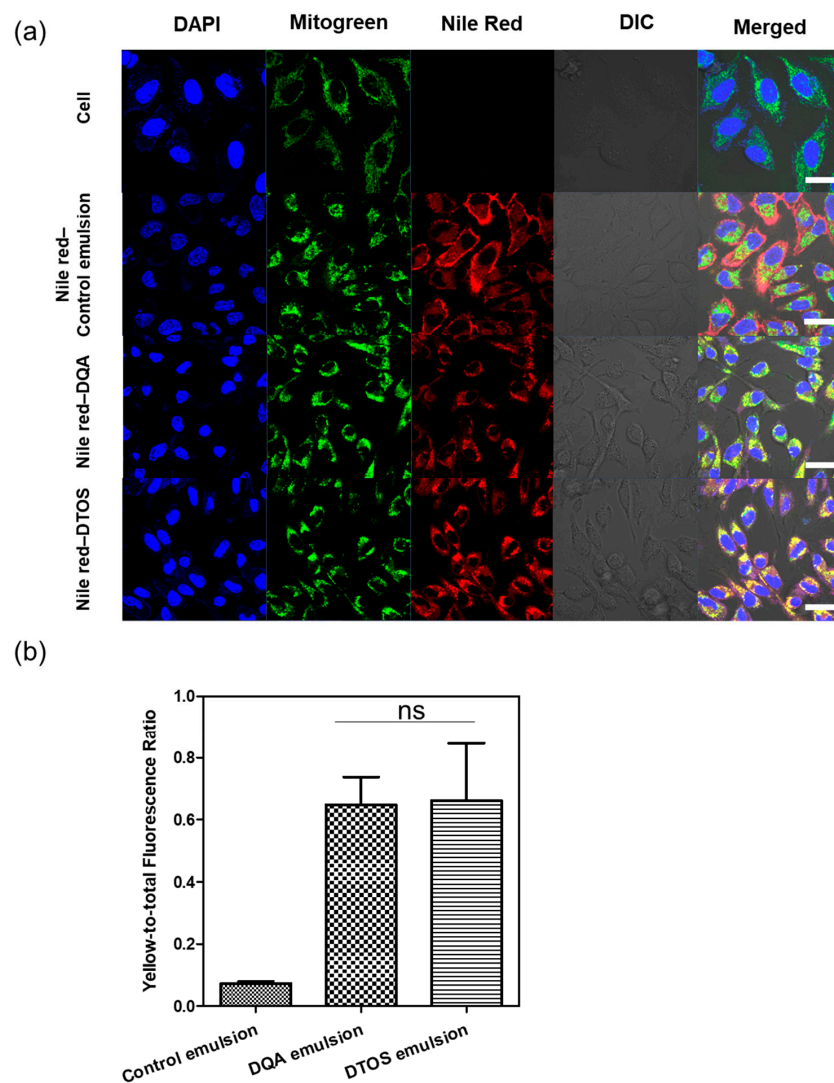 (a)
DAPI Mitogreen Nile Red DIC Merged
Cell
Nile red–
Control emulsion
Nile red–DQA
Nile red–DTOS
(b)
Yellow-to-total Fluorescence Ratio
1.0
0.8
0.6
0.4
0.2
0.0
ns
Control emulsion
DQA emulsion
DTOS emulsion